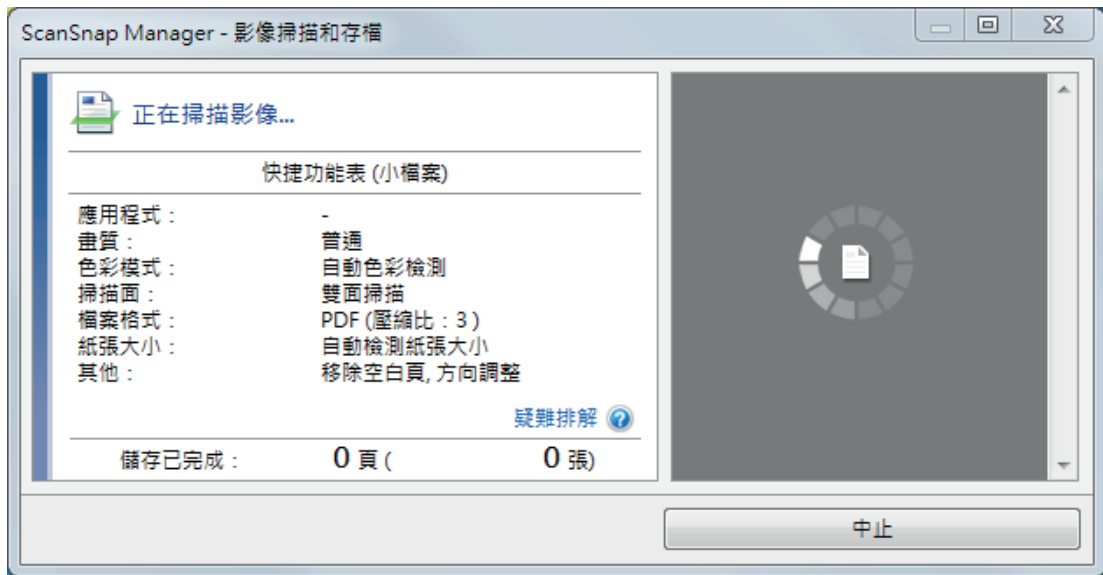 ScanSnap Manager - 影像掃描和存檔
正在掃描影像...
快捷功能表 (小檔案)
應用程式： -
畫質： 普通
色彩模式： 自動色彩檢測
掃描面： 雙面掃描
檔案格式： PDF (壓縮比：3 )
紙張大小： 自動檢測紙張大小
其他： 移除空白頁, 方向調整
疑難排解
儲存已完成： 0 頁 ( 0 張)
中止